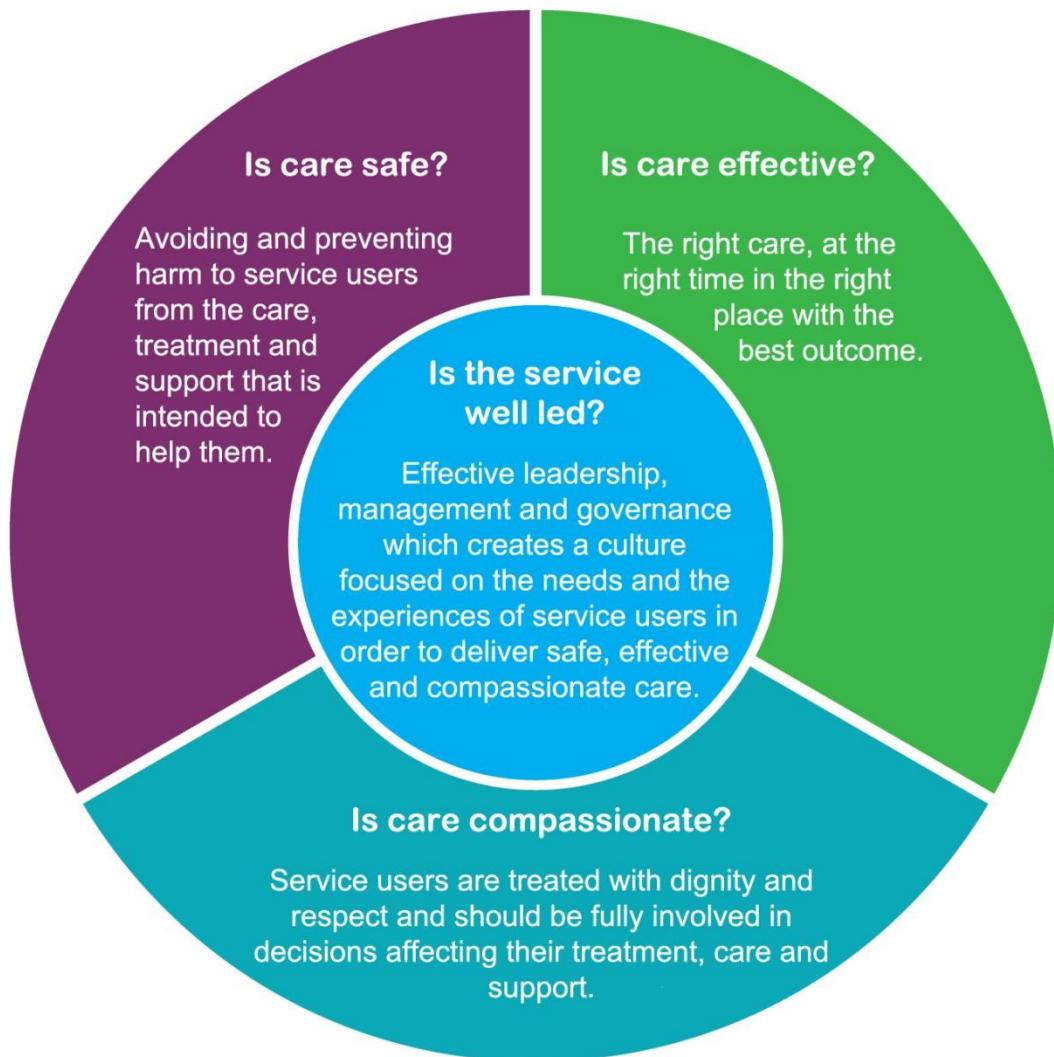 Is care safe?
Avoiding and preventing
harm to service users
from the care,
treatment and
support that is
intended to
help them.
Is care effective?
The right care, at the
right time in the right
place with the
best outcome.
Is the service
well led?
Effective leadership,
management and governance
which creates a culture
focused on the needs and the
experiences of service users in
order to deliver safe, effective
and compassionate care.
Is care compassionate?
Service users are treated with dignity and
respect and should be fully involved in
decisions affecting their treatment, care and
support.